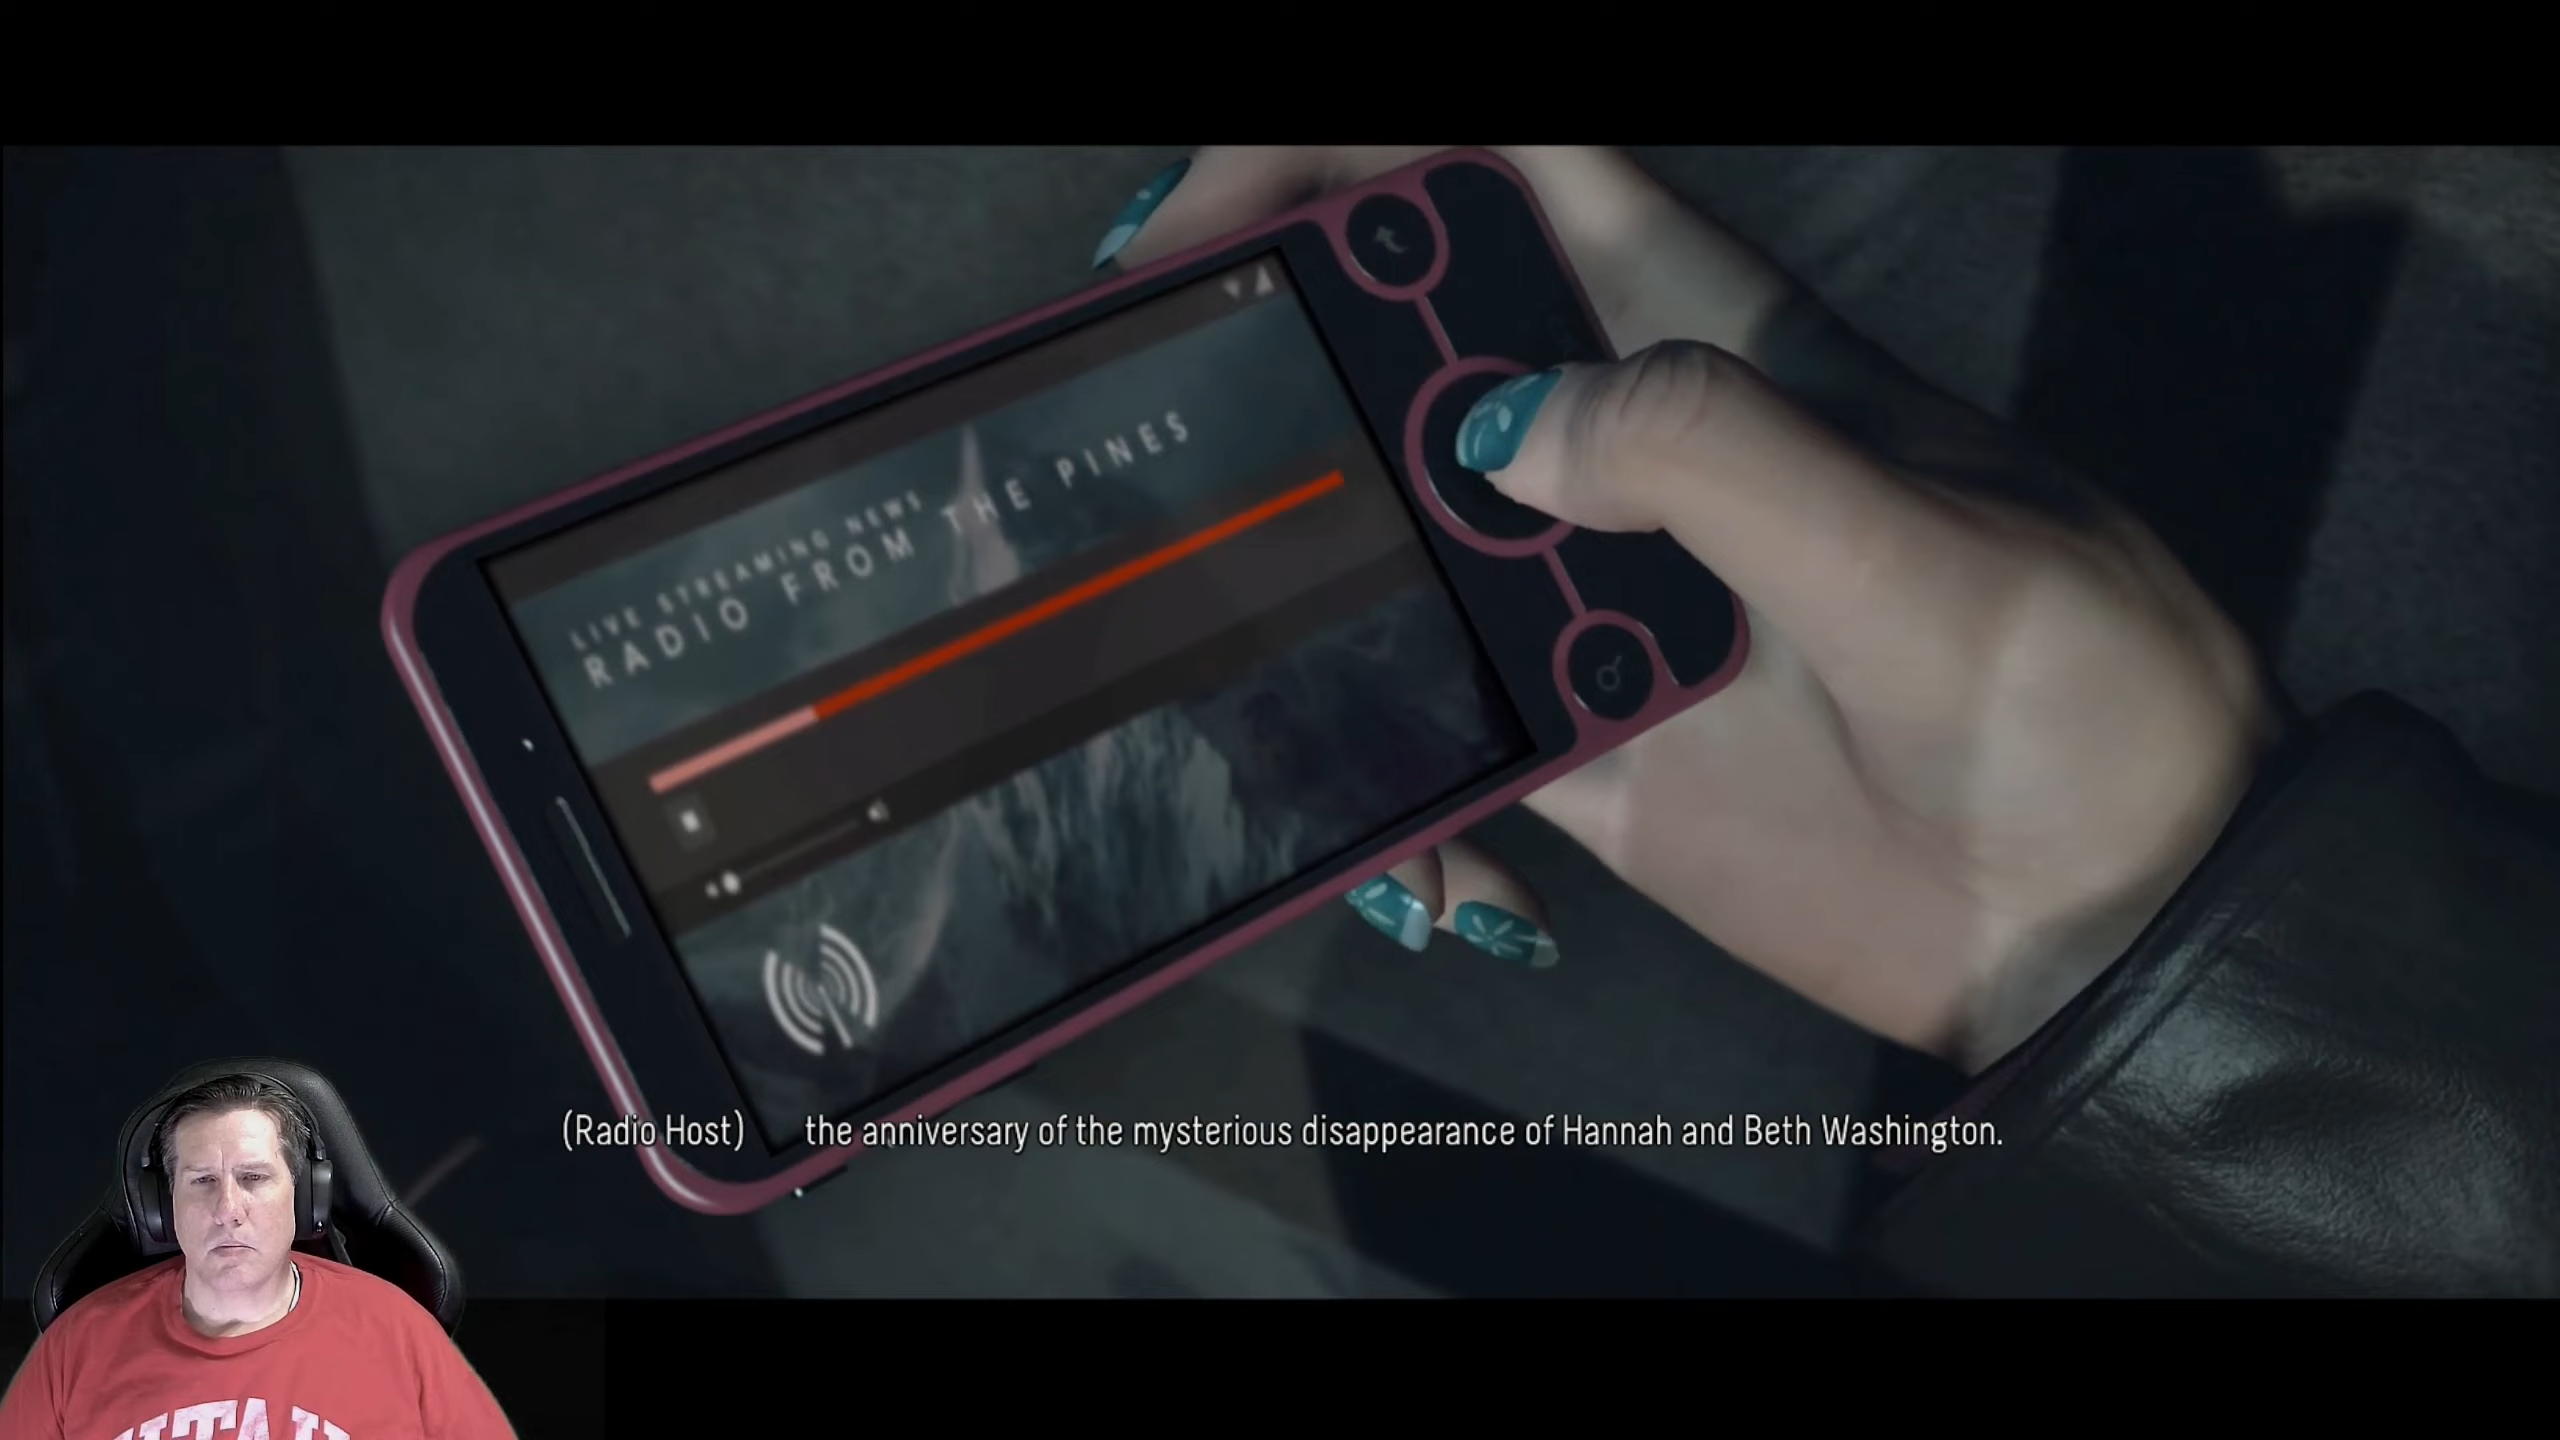 LIVE STREAMING NEWS
RADIO FROM THE PINES
(Radio Host) the anniversary of the mysterious disappearance of Hannah and Beth Washington.
UTAH